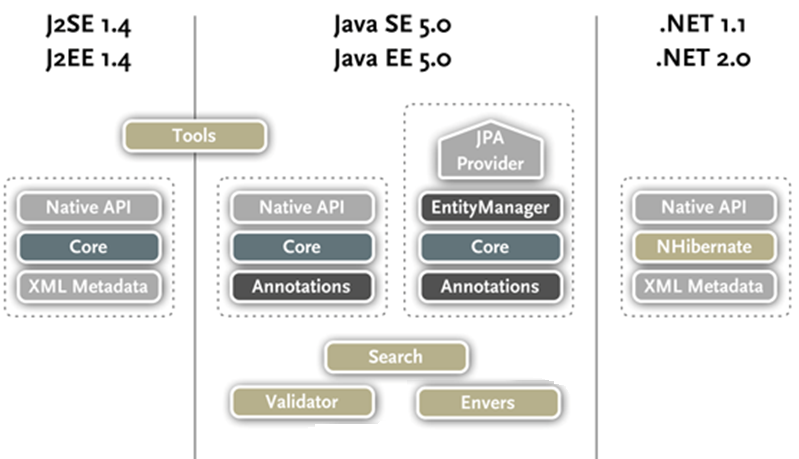 J2SE 1.4
J2EE 1.4
Java SE 5.0
Java EE 5.0
.NET 1.1
.NET 2.0
Tools
JPA
Provider
Native API
Core
XML Metadata
Native API
Core
Annotations
EntityManager
Core
Annotations
Native API
NHibernate
XML Metadata
Search
Validator
Envers